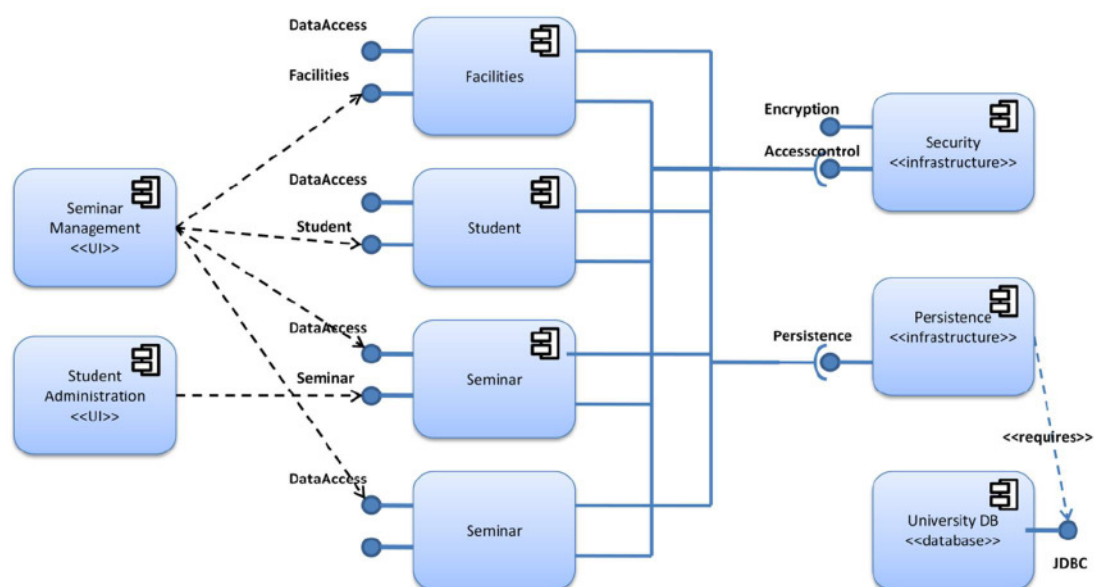 DataAccess
Facilities
Facilities
Encryption
Accesscontrol
Security
<<infrastructure>>
Seminar
Management
<<UI>>
DataAccess
Student
Student
Student
Administration
<<UI>>
DataAccess
Seminar
Seminar
Persistence
Persistence
<<infrastructure>>
<<requires>>
DataAccess
Seminar
University DB
<<database>>
JDBC